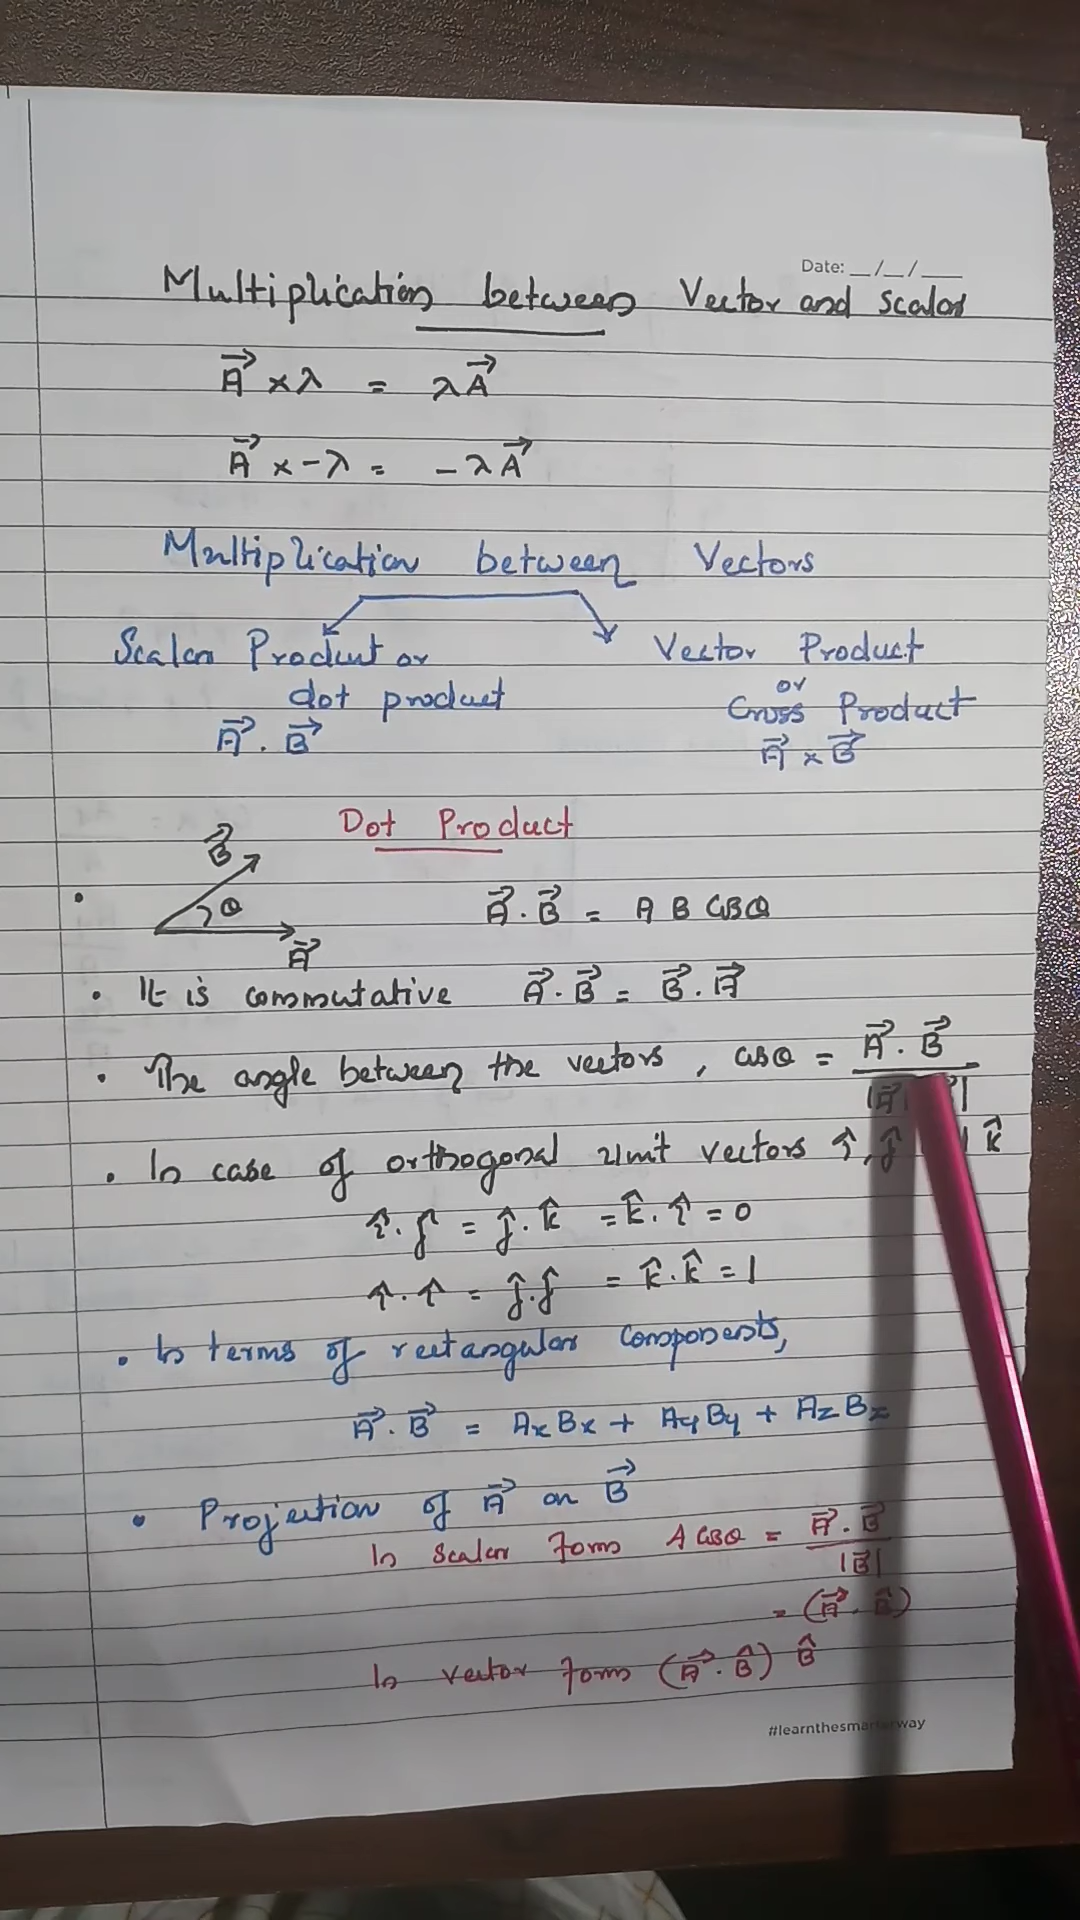 Date: __/__/____
Multiplication between Vector and Scalar
A⃗ × λ = λA⃗
A⃗ × -λ = -λA⃗
Multiplication between Vectors
Scalar Product or
dot product
A⃗ . B⃗
Vector Product
or
Cross Product
A⃗ × B⃗
Dot Product
B⃗
θ
A⃗
• A⃗ . B⃗ = A B cosθ
• It is commutative A⃗ . B⃗ = B⃗ . A⃗
• The angle between the vectors, cosθ = A⃗ . B⃗
|A⃗|
• In case of orthogonal unit vectors î, ĵ k̂
î . ĵ = ĵ . k̂ = k̂ . î = 0
î . î = ĵ . ĵ = k̂ . k̂ = 1
• In terms of rectangular components,
A⃗ . B⃗ = AxBx + AyBy + AzBz
• Projection of A⃗ on B⃗
In Scalar form A cosθ = A⃗ . B⃗
|B⃗|
= (A⃗ . B̂)
In vector form (A⃗ . B̂) B̂
#learnthesmarterway